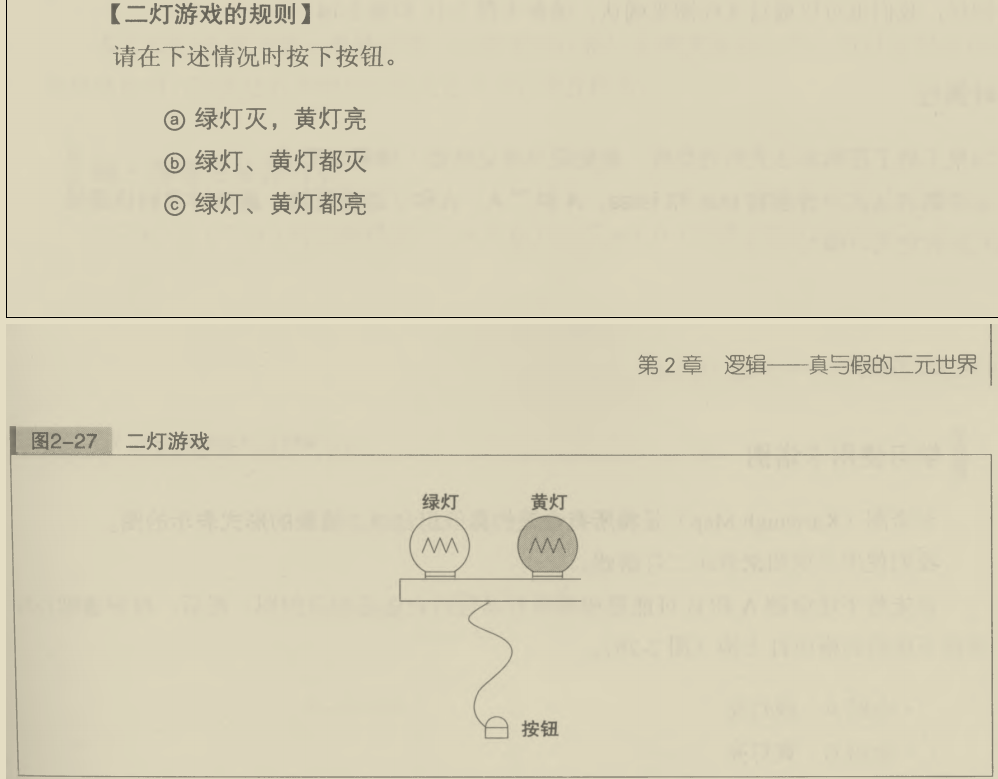 【二灯游戏的规则】
请在下述情况时按下按钮。
ⓐ 绿灯灭，黄灯亮
ⓑ 绿灯、黄灯都灭
ⓒ 绿灯、黄灯都亮
第 2 章 逻辑——真与假的二元世界
图2-27 二灯游戏
绿灯 黄灯
按钮